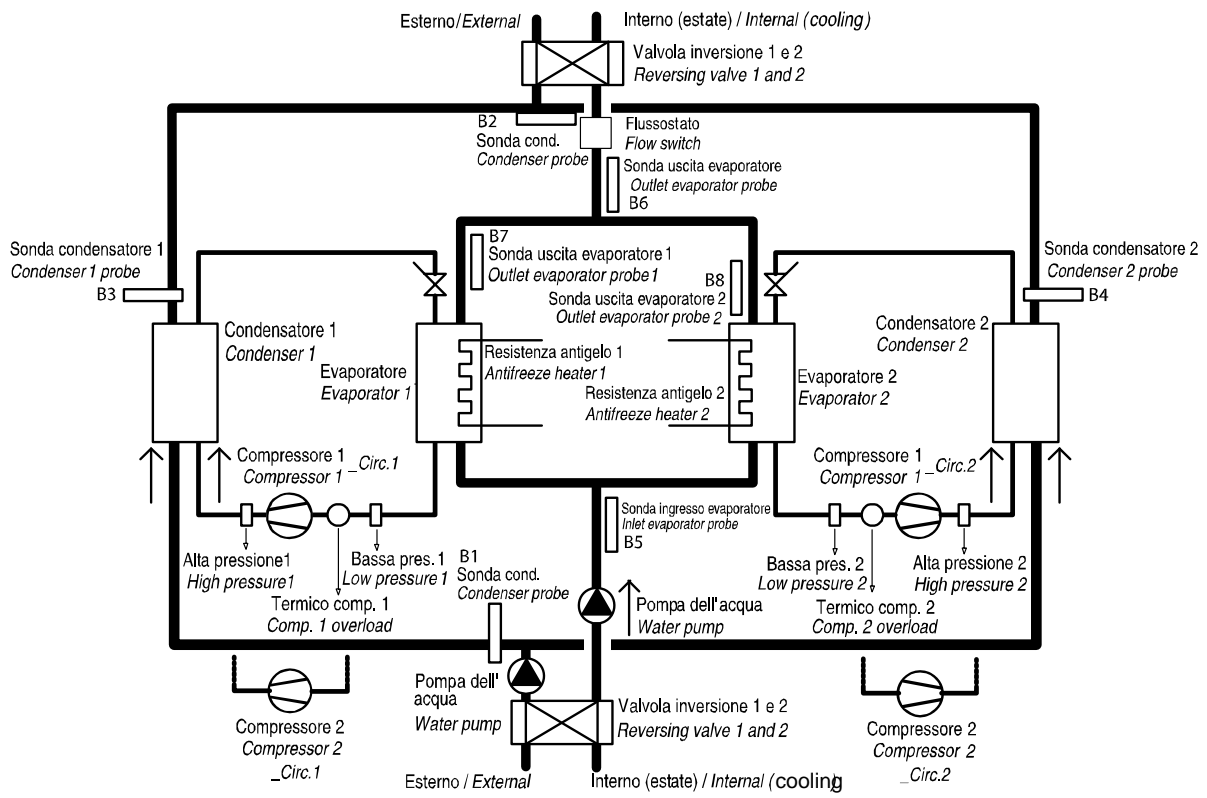 Esterno/External
Interno (estate) / Internal (cooling)
Valvola inversione 1 e 2
Reversing valve 1 and 2
B2
Sonda cond.
Condenser probe
Flussostato
Flow switch
Sonda uscita evaporatore
Outlet evaporator probe
B6
Sonda condensatore 1
Condenser 1 probe
B3
B7
Sonda uscita evaporatore 1
Outlet evaporator probe 1
B8
Sonda uscita evaporatore 2
Outlet evaporator probe 2
Sonda condensatore 2
Condenser 2 probe
B4
Condensatore 1
Condenser 1
Evaporatore
Evaporator 1
Resistenza antigelo 1
Antifreeze heater 1
Resistenza antigelo 2
Antifreeze heater 2
Evaporatore 2
Evaporator 2
Condensatore 2
Condenser 2
Compressore 1
Compressor 1 _Circ.1
Compressore 1
Compressor 1 _Circ.2
Alta pressione1
High pressure1
Bassa pres. 1
Low pressure 1
Termico comp. 1
Comp. 1 overload
B1
Sonda cond.
Condenser probe
Sonda ingresso evaporatore
Inlet evaporator probe
B5
Bassa pres. 2
Low pressure 2
Alta pressione 2
High pressure 2
Termico comp. 2
Comp. 2 overload
Pompa dell'acqua
Water pump
Pompa dell'
acqua
Water pump
Compressore 2
Compressor 2
_Circ.1
Valvola inversione 1 e 2
Reversing valve 1 and 2
Compressore 2
Compressor 2
_Circ.2
Esterno / External
Interno (estate) / Internal (cooling)